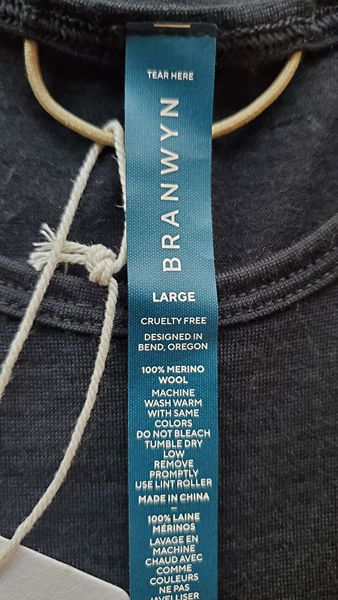 TEAR HERE
BRANWYN
LARGE
CRUELTY FREE
DESIGNED IN
BEND, OREGON
100% MERINO
WOOL
MACHINE
WASH WARM
WITH SAME
COLORS
DO NOT BLEACH
TUMBLE DRY
LOW
REMOVE
PROMPTLY
USE LINT ROLLER
MADE IN CHINA
–
100% LAINE
MÉRINOS
LAVAGE EN
MACHINE
CHAUD AVEC
COMME
COULEURS
NE PAS
JAVELLISER